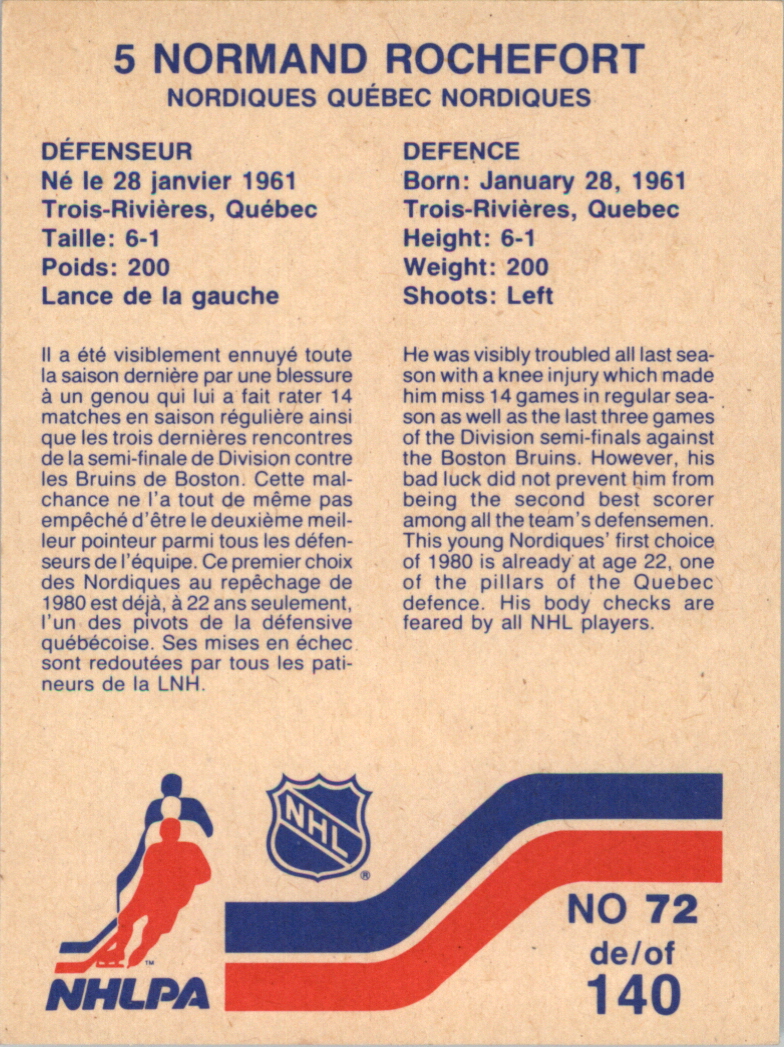 5 NORMAND ROCHEFORT
NORDIQUES QUÉBEC NORDIQUES
DÉFENSEUR
Né le 28 janvier 1961
Trois-Rivières, Québec
Taille: 6-1
Poids: 200
Lance de la gauche
Il a été visiblement ennuyé toute
la saison dernière par une blessure
à un genou qui lui a fait rater 14
matches en saison régulière ainsi
que les trois dernières rencontres
de la semi-finale de Division contre
les Bruins de Boston. Cette mal-
chance ne l'a tout de même pas
empêché d'être le deuxième meil-
leur pointeur parmi tous les défen-
seurs de l'équipe. Ce premier choix
des Nordiques au repêchage de
1980 est déjà, à 22 ans seulement,
l'un des pivots de la défensive
québécoise. Ses mises en échec
sont redoutées par tous les pati-
neurs de la LNH.
DEFENCE
Born: January 28, 1961
Trois-Rivières, Quebec
Height: 6-1
Weight: 200
Shoots: Left
He was visibly troubled all last sea-
son with a knee injury which made
him miss 14 games in regular sea-
son as well as the last three games
of the Division semi-finals against
the Boston Bruins. However, his
bad luck did not prevent him from
being the second best scorer
among all the team's defensemen.
This young Nordiques' first choice
of 1980 is already at age 22, one
of the pillars of the Quebec
defence. His body checks are
feared by all NHL players.
NHL
®
TM
NHLPA
NO 72
de/of
140